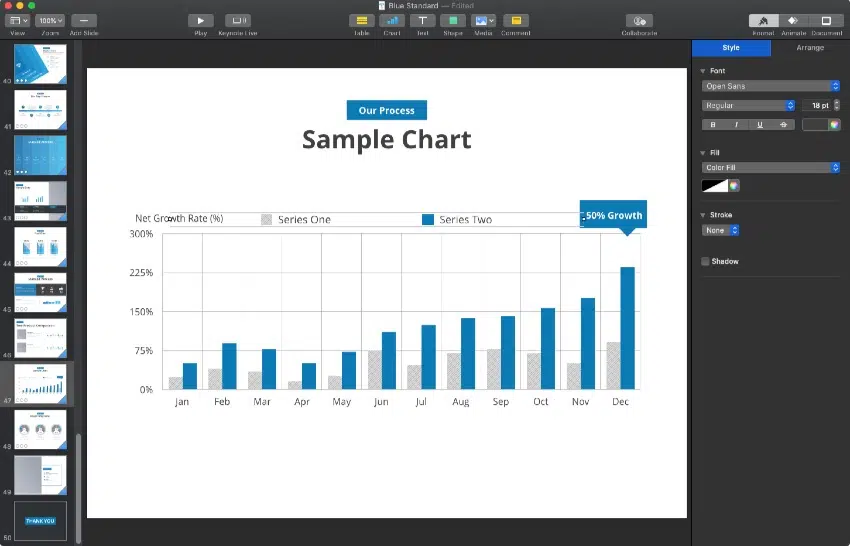 Blue Standard — Edited
100%
View
Zoom
Add Slide
Play
Keynote Live
Table
Chart
Text
Shape
Media
Comment
Collaborate
Format
Animate
Document
Style
Arrange
Font
Open Sans
Regular
18 pt
B I U S
Fill
Color Fill
Stroke
None
Shadow
40
41
42
43
44
45
46
47
48
49
THANK YOU
50
Our Process
Sample Chart
Net Growth Rate (%)
Series One
Series Two
50% Growth
300%
225%
150%
75%
0%
Jan Feb Mar Apr May Jun Jul Aug Sep Oct Nov Dec